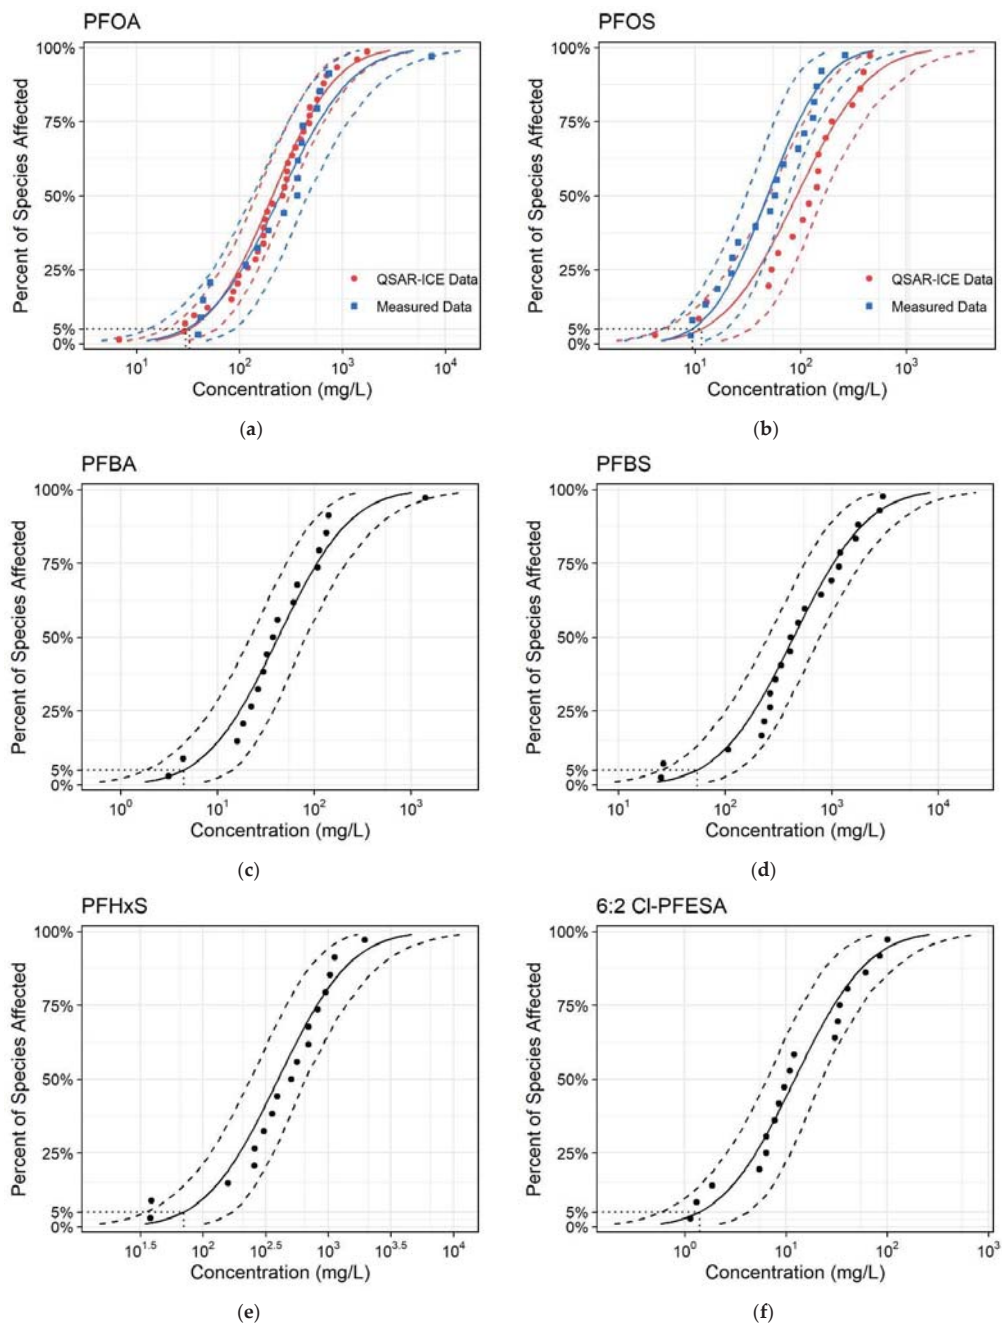 PFOA
PFOS
Percent of Species Affected
100%
75%
50%
25%
5%
0%
QSAR-ICE Data
Measured Data
10¹
10²
10³
10⁴
Concentration (mg/L)
(a)
Percent of Species Affected
100%
75%
50%
25%
5%
0%
QSAR-ICE Data
Measured Data
10¹
10²
10³
Concentration (mg/L)
(b)
PFBA
PFBS
Percent of Species Affected
100%
75%
50%
25%
5%
0%
10⁰
10¹
10²
10³
Concentration (mg/L)
(c)
Percent of Species Affected
100%
75%
50%
25%
5%
0%
10¹
10²
10³
10⁴
Concentration (mg/L)
(d)
PFHxS
6:2 Cl-PFESA
Percent of Species Affected
100%
75%
50%
25%
5%
0%
10¹·⁵
10²
10²·⁵
10³
10³·⁵
10⁴
Concentration (mg/L)
(e)
Percent of Species Affected
100%
75%
50%
25%
5%
0%
10⁰
10¹
10²
10³
Concentration (mg/L)
(f)